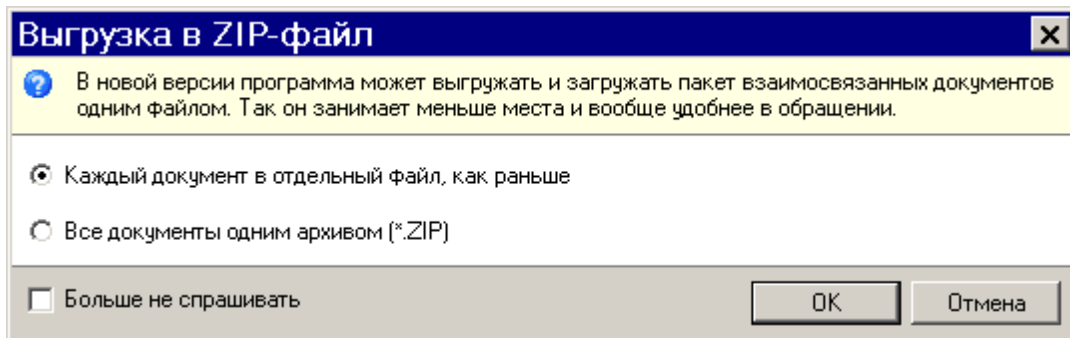 Выгрузка в ZIP-файл
В новой версии программа может выгружать и загружать пакет взаимосвязанных документов
одним файлом. Так он занимает меньше места и вообще удобнее в обращении.
Каждый документ в отдельный файл, как раньше
Все документы одним архивом (*.ZIP)
Больше не спрашивать
OK
Отмена